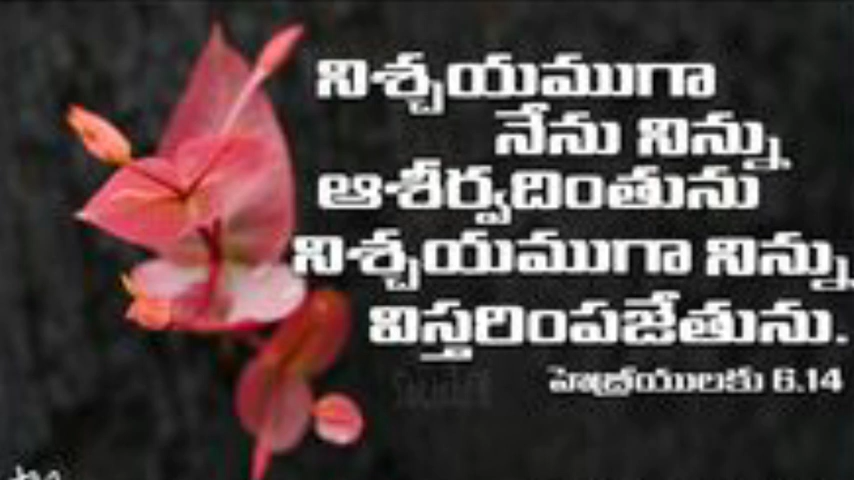 నిశ్చయముగా
నేను నిన్ను
ఆశీర్వదింతును
నిశ్చయముగా నిన్ను
విస్తరింపజేతును.
హెబ్రీయులకు 6.14